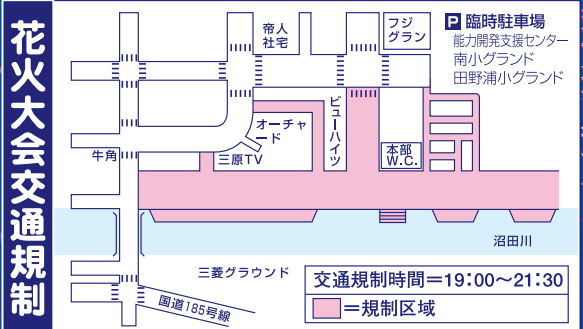 花火大会交通規制
帝人
社宅
フジ
グラン
P 臨時駐車場
能力開発支援センター
南小グランド
田野浦小グランド
ビューハイツ
オーチャ
ード
牛角
三原TV
本部
W.C.
沼田川
三菱グラウンド
国道185号線
交通規制時間＝19:00〜21:30
＝規制区域